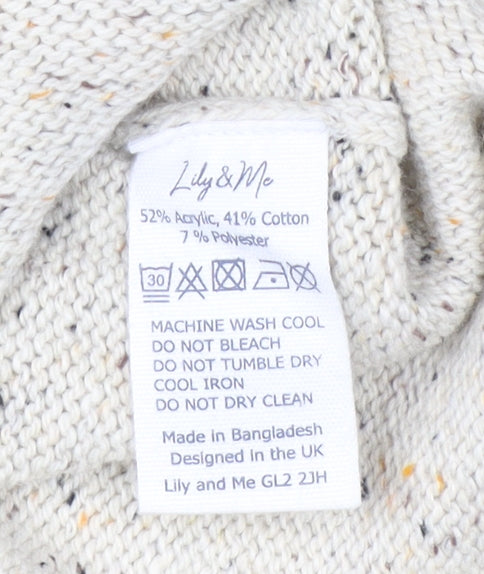 Lily & Me
52% Acrylic, 41% Cotton
7 % Polyester
30
MACHINE WASH COOL
DO NOT BLEACH
DO NOT TUMBLE DRY
COOL IRON
DO NOT DRY CLEAN
Made in Bangladesh
Designed in the UK
Lily and Me GL2 2JH